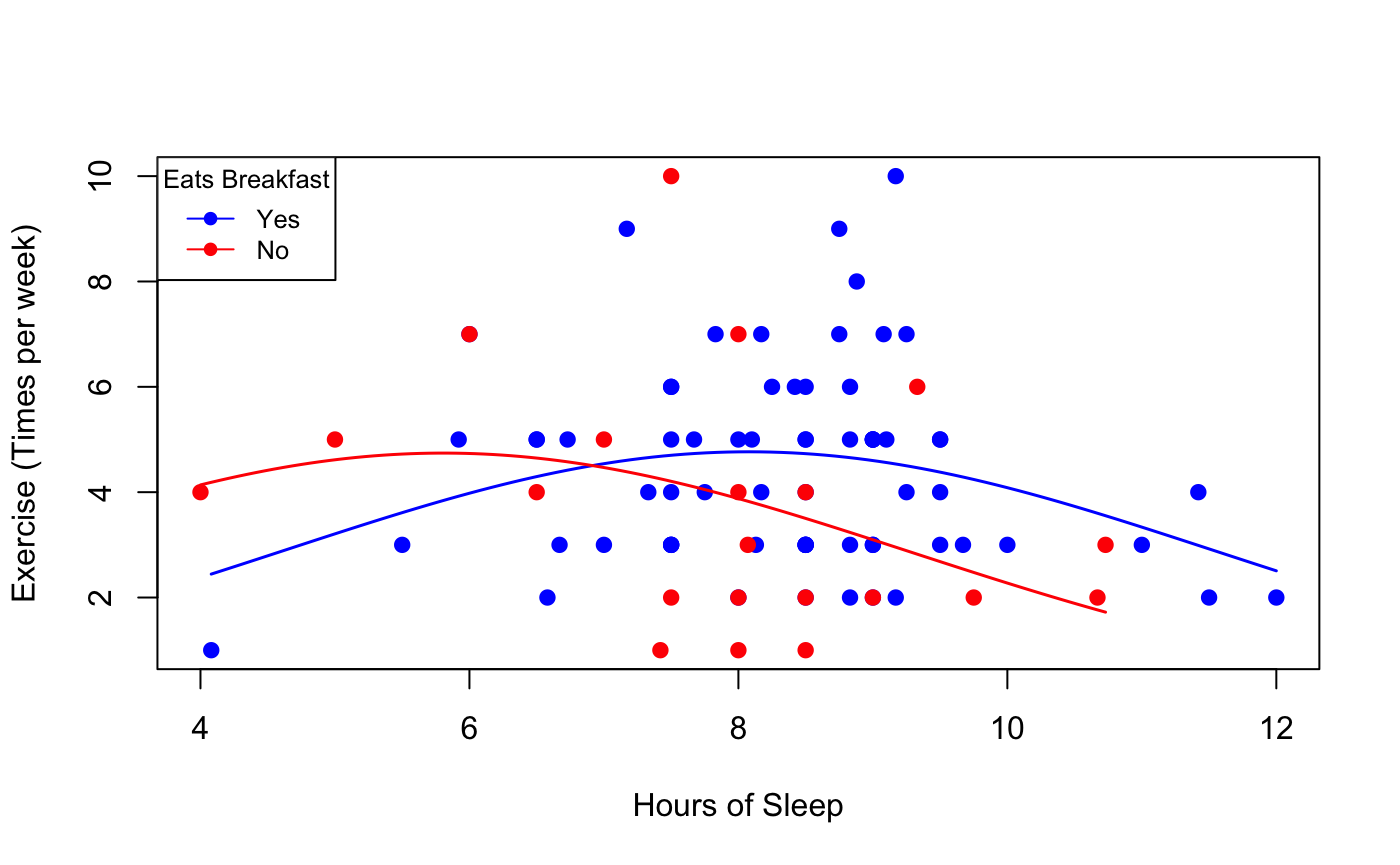 Eats Breakfast
Yes
No
10
8
6
4
2
Exercise (Times per week)
4 6 8 10 12
Hours of Sleep